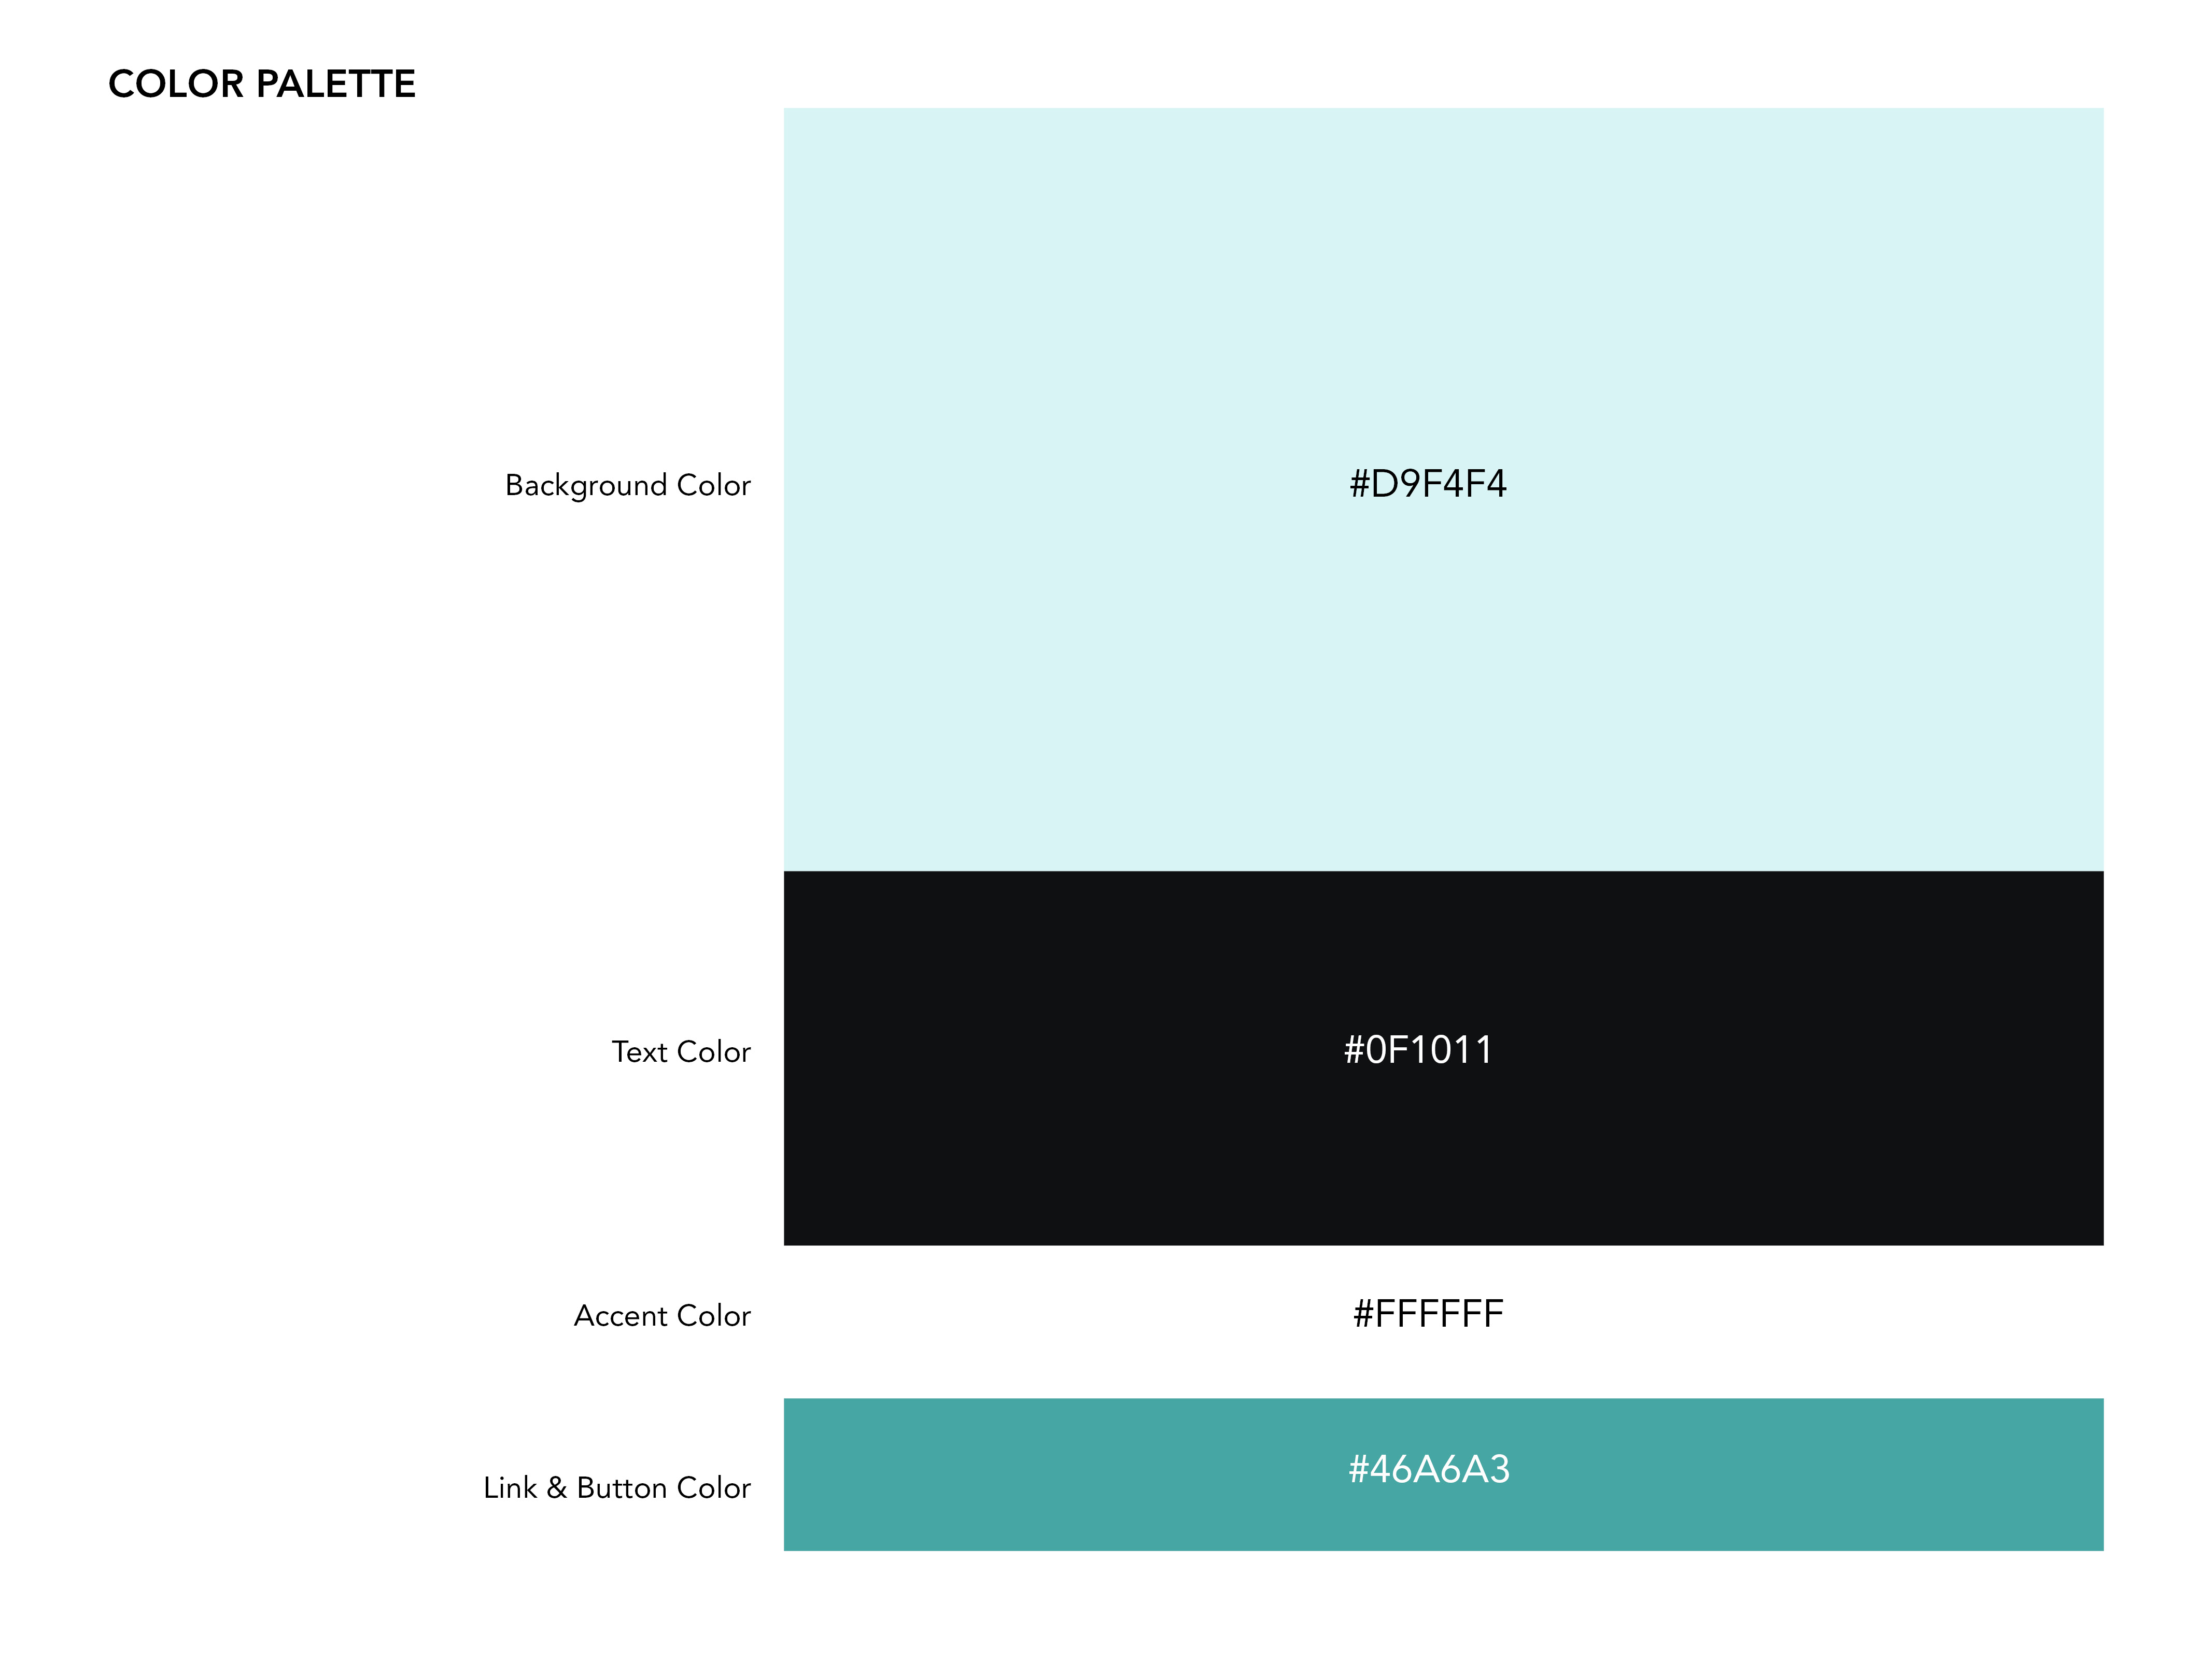 COLOR PALETTE
Background Color
#D9F4F4
Text Color
#0F1011
Accent Color
#FFFFFF
Link & Button Color
#46A6A3